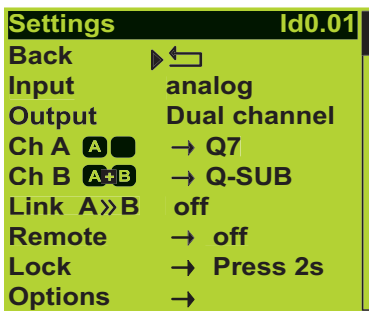 Settings Id0.01
Back
Input analog
Output Dual channel
Ch A A → Q7
Ch B A+B → Q-SUB
Link A»B off
Remote → off
Lock → Press 2s
Options →